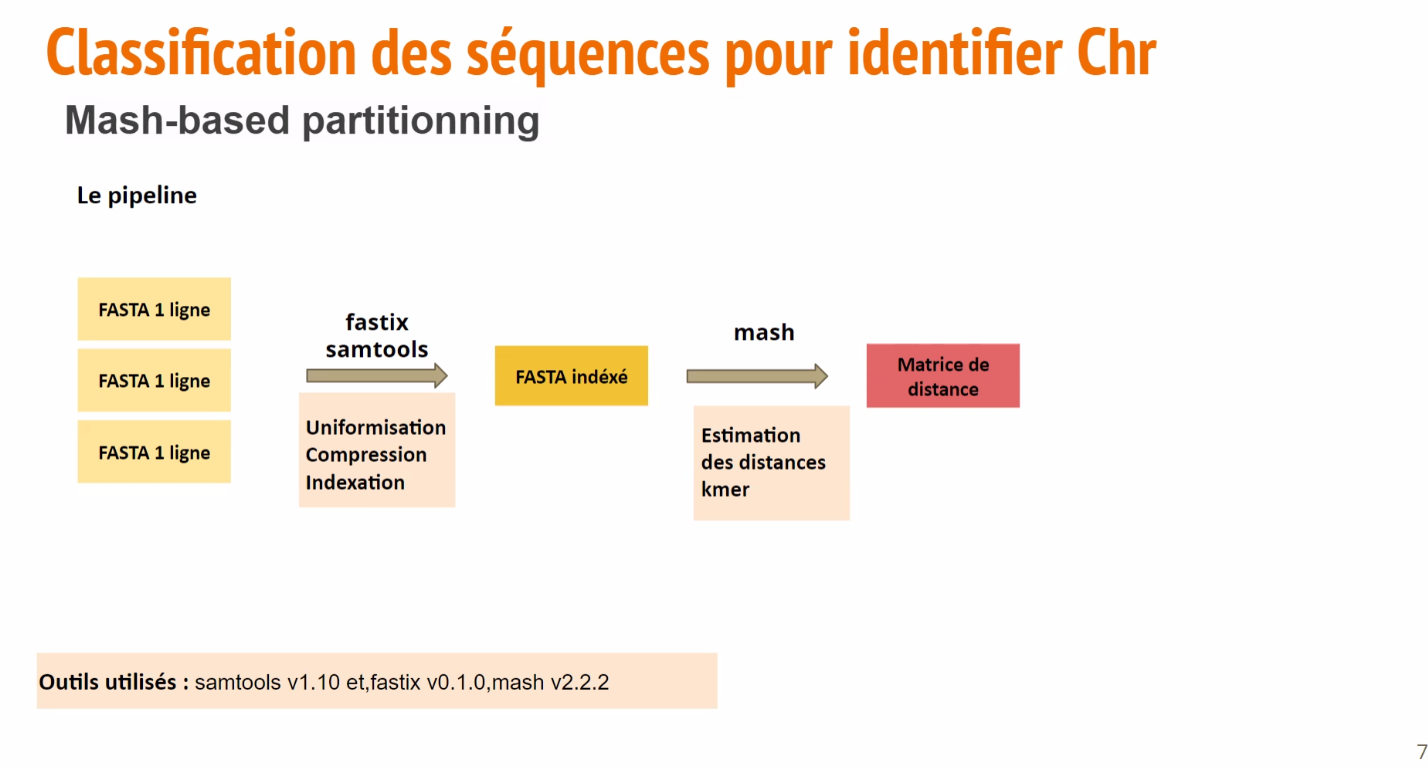 Classification des séquences pour identifier Chr
Mash-based partitionning
Le pipeline
FASTA 1 ligne
FASTA 1 ligne
FASTA 1 ligne
fastix
samtools
Uniformisation
Compression
Indexation
FASTA indéxé
mash
Estimation
des distances
kmer
Matrice de
distance
Outils utilisés : samtools v1.10 et,fastix v0.1.0,mash v2.2.2
7